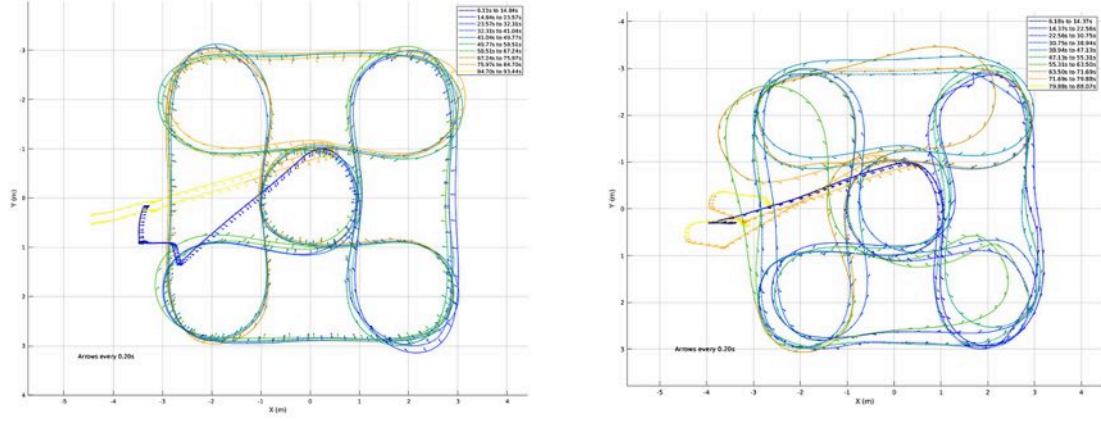 6.11s to 14.84s
14.84s to 23.57s
23.57s to 32.31s
32.31s to 41.04s
41.04s to 49.77s
49.77s to 58.51s
58.51s to 67.24s
67.24s to 75.97s
75.97s to 84.70s
84.70s to 93.44s
-3
-2
-1
0
1
2
3
4
Y (m)
Arrows every 0.20s
-5 -4 -3 -2 -1 0 1 2 3 4
X (m)
6.18s to 14.37s
14.37s to 22.56s
22.56s to 30.75s
30.75s to 38.94s
38.94s to 47.13s
47.13s to 55.31s
55.31s to 63.50s
63.50s to 71.69s
71.69s to 79.88s
79.88s to 88.07s
-4
-3
-2
-1
0
1
2
3
Y (m)
Arrows every 0.20s
-5 -4 -3 -2 -1 0 1 2 3 4
X (m)